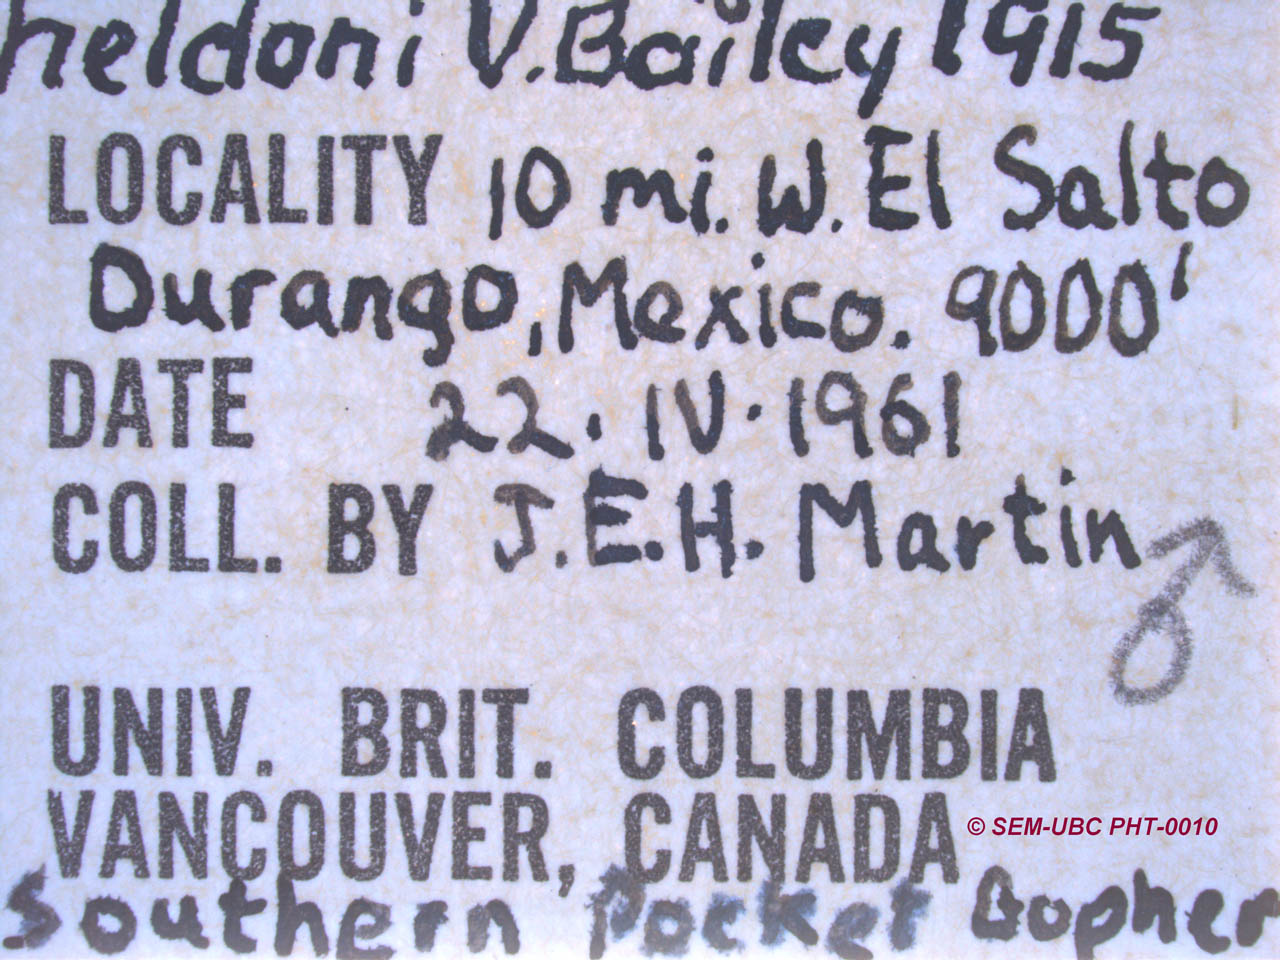 heldoni V. Bailey 1915
LOCALITY 10 mi. W. El Salto
Durango, Mexico. 9000'
DATE 22·IV·1961
COLL. BY J.E.H. Martin ♂
UNIV. BRIT. COLUMBIA
VANCOUVER, CANADA
© SEM-UBC PHT-0010
Southern Pocket Gopher